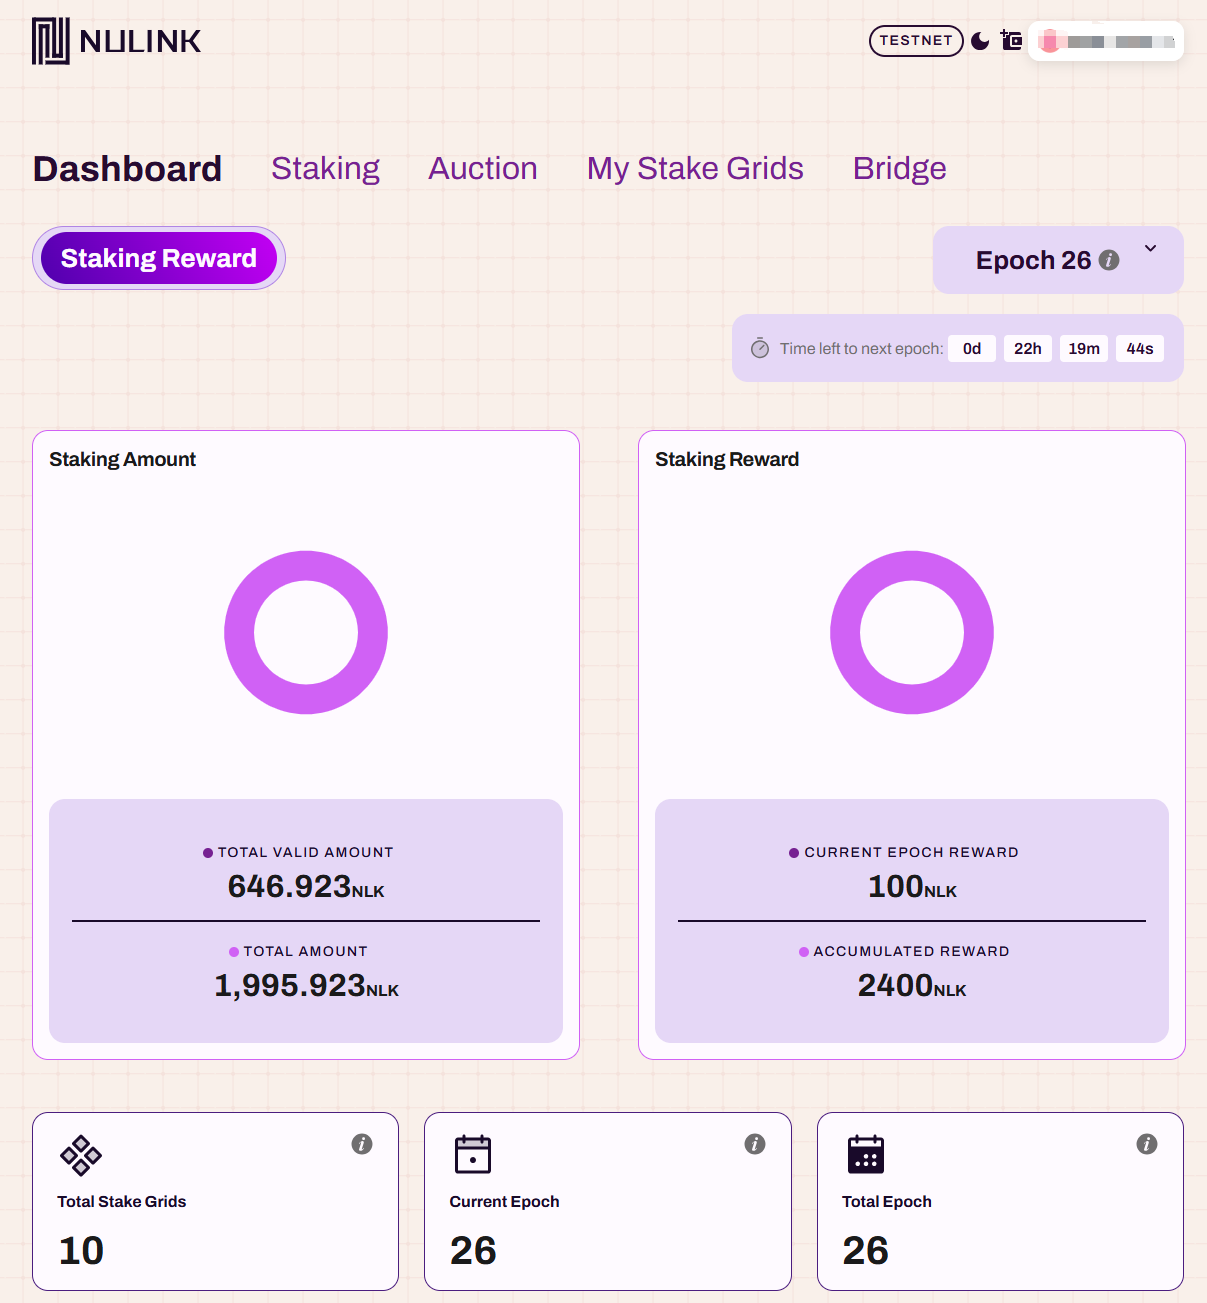 NULINK
TESTNET
Dashboard Staking Auction My Stake Grids Bridge
Staking Reward
Epoch 26
Time left to next epoch: 0d 22h 19m 44s
Staking Amount
TOTAL VALID AMOUNT
646.923NLK
TOTAL AMOUNT
1,995.923NLK
Staking Reward
CURRENT EPOCH REWARD
100NLK
ACCUMULATED REWARD
2400NLK
Total Stake Grids
10
Current Epoch
26
Total Epoch
26